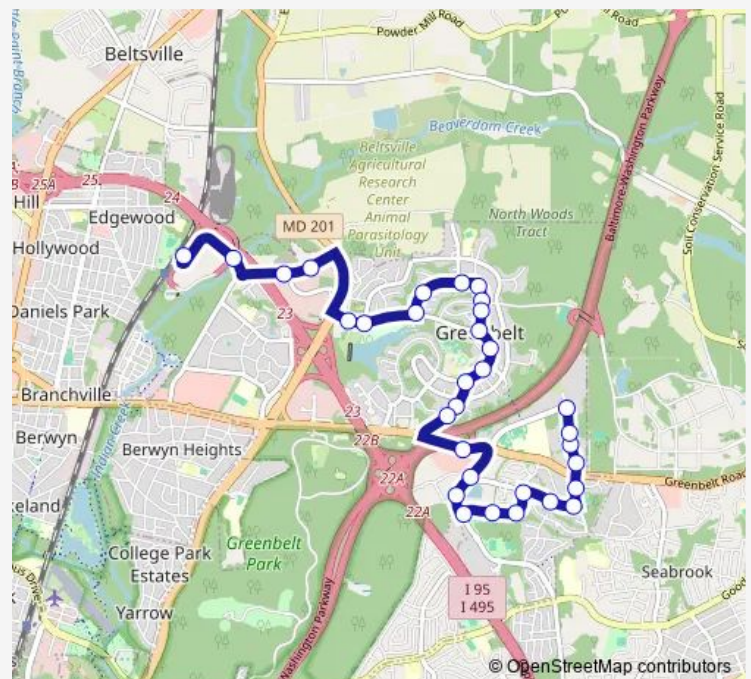 Powder Mill Road
Mill Road
Beltsville
Beaverdam Creek
Beltsville
Agricultural
Research
Center
Animal
Parasitology
Unit
Baltimore-Washington Parkway
Soil Conservation Service Road
25A
25
24
Hill
Edgewood
MD 201
North Woods
Tract
Hollywood
Daniels Park
23
Greenbelt
Branchville
23
22B
Berwyn
Berwyn Heights
Indian Creek
22A
Greenbelt Road
22A
College Park
Estates
Greenbelt
Park
Seabrook
I 95
I 495
Yarrow
Washington Parkway
© OpenStreetMap contributors